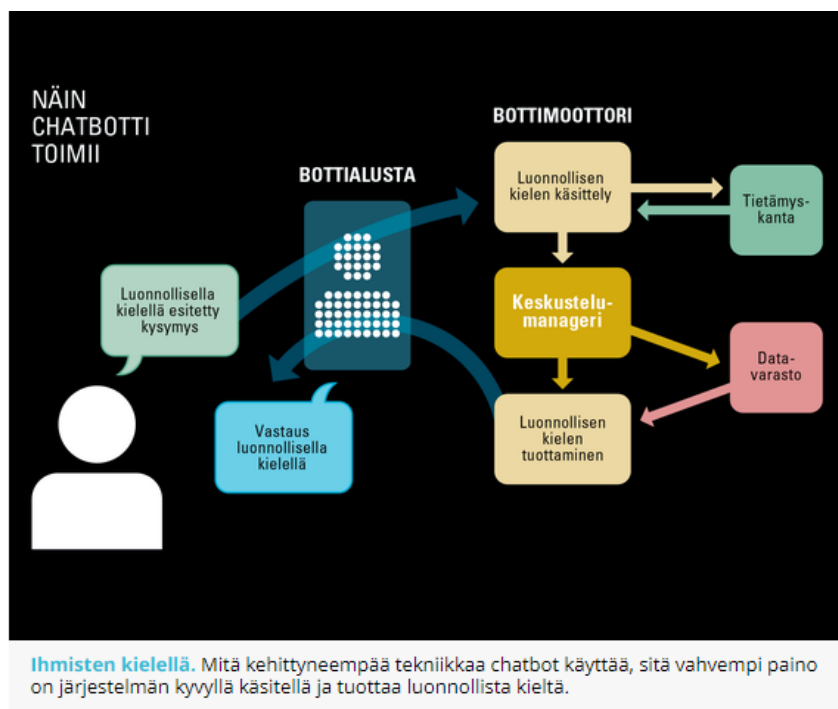 NÄIN
CHATBOTTI
TOIMII
BOTTIALUSTA
BOTTIMOOTTORI
Luonnollisella
kielellä esitetty
kysymys
Vastaus
luonnollisella
kielellä
Luonnollisen
kielen käsittely
Tietämys-
kanta
Keskustelu-
manageri
Data-
varasto
Luonnollisen
kielen
tuottaminen
Ihmisten kielellä. Mitä kehittyneempää tekniikkaa chatbot käyttää, sitä vahvempi paino
on järjestelmän kyvyllä käsitellä ja tuottaa luonnollista kieltä.